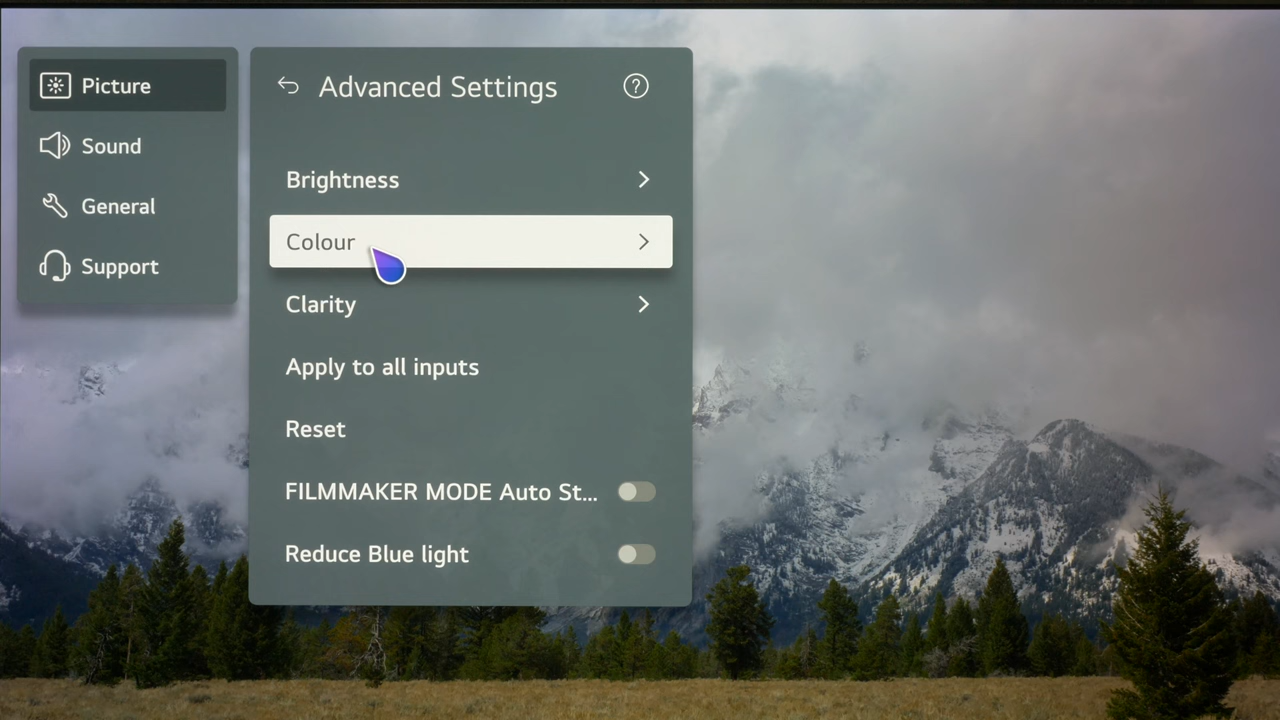 Picture
Sound
General
Support
Advanced Settings
?
Brightness
Colour
Clarity
Apply to all inputs
Reset
FILMMAKER MODE Auto St...
Reduce Blue light